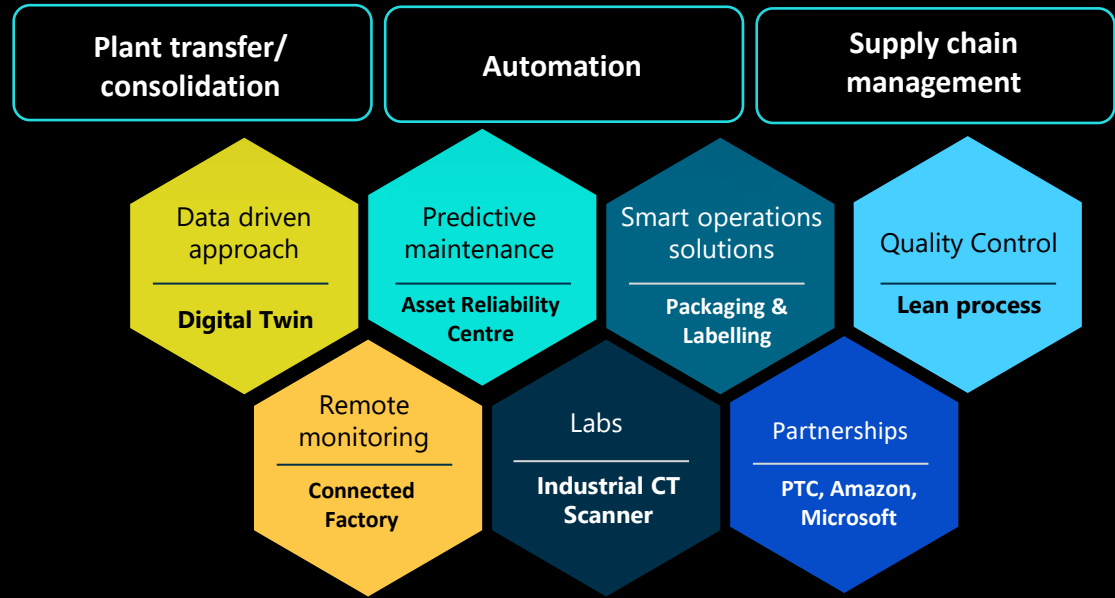 Plant transfer/
consolidation
Automation
Supply chain
management
Data driven
approach
Digital Twin
Predictive
maintenance
Asset Reliability
Centre
Smart operations
solutions
Packaging &
Labelling
Quality Control
Lean process
Remote
monitoring
Connected
Factory
Labs
Industrial CT
Scanner
Partnerships
PTC, Amazon,
Microsoft